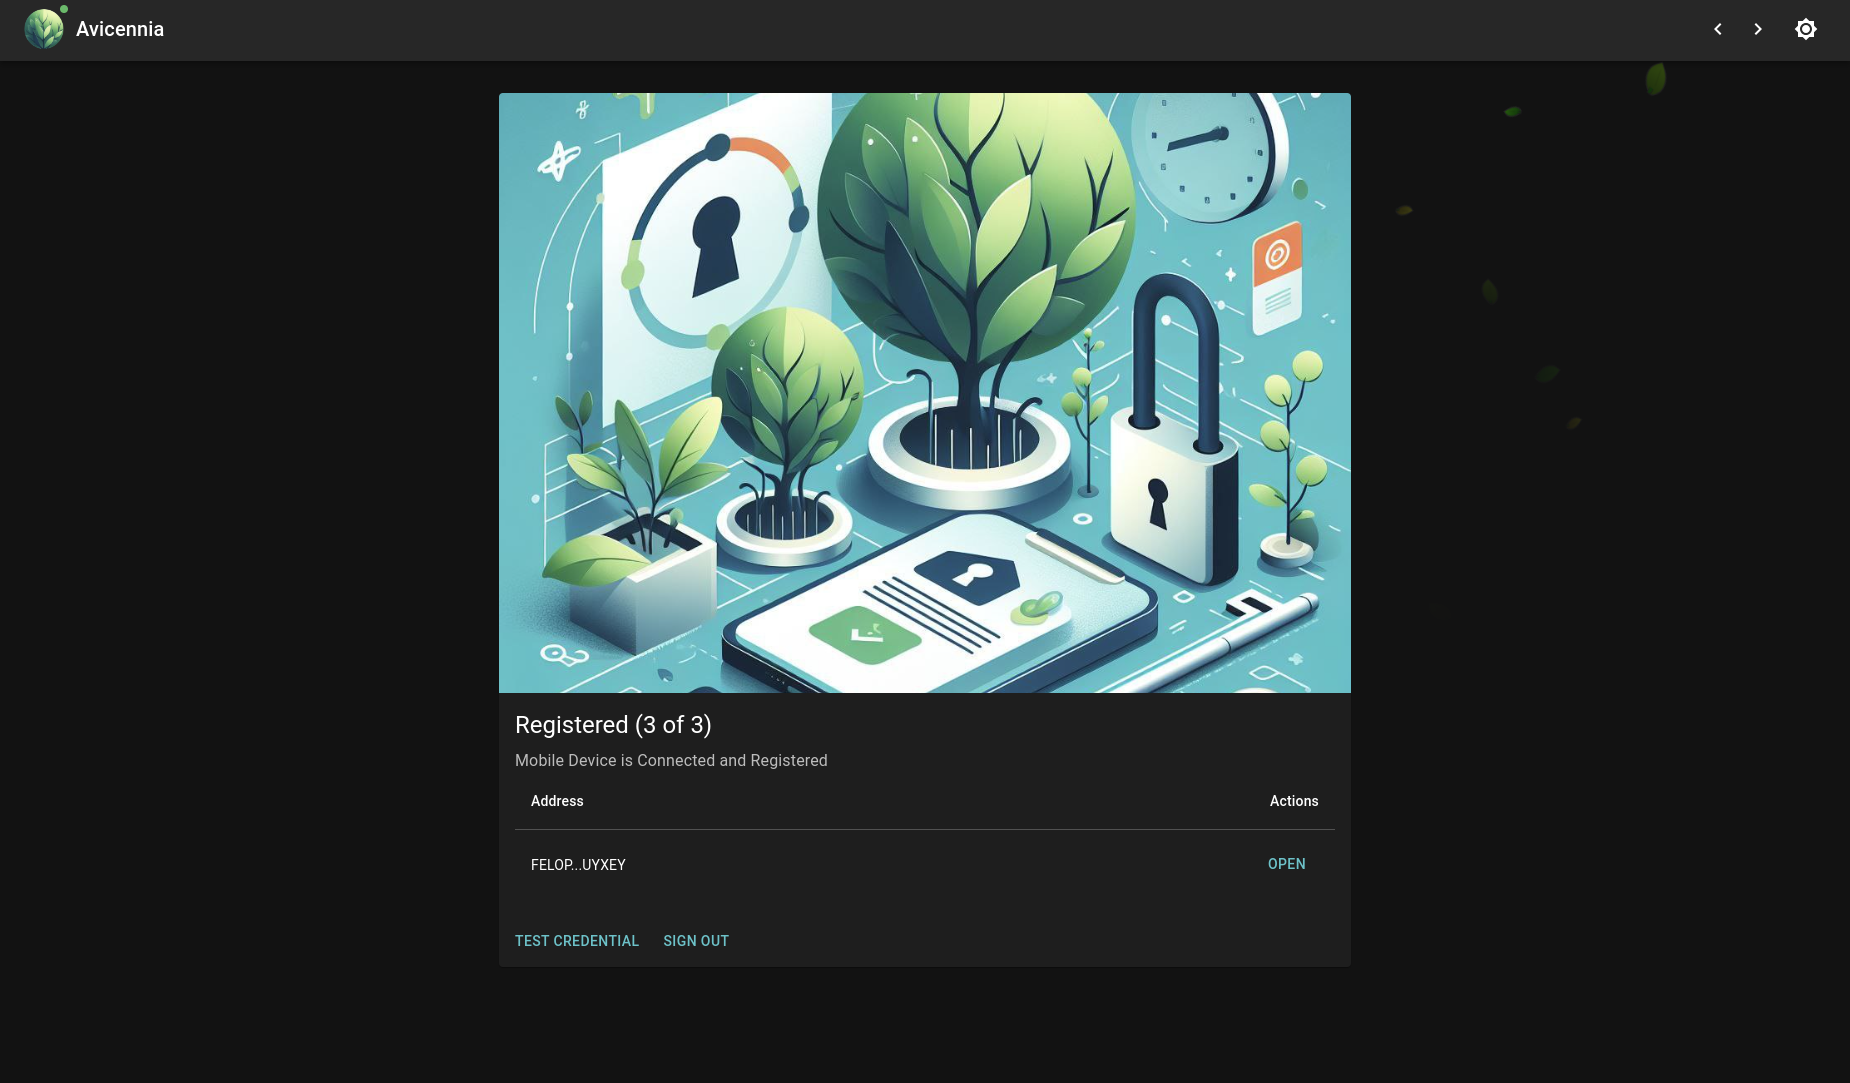 Avicennia
Registered (3 of 3)
Mobile Device is Connected and Registered
Address Actions
FELOP...UYXEY OPEN
TEST CREDENTIAL SIGN OUT